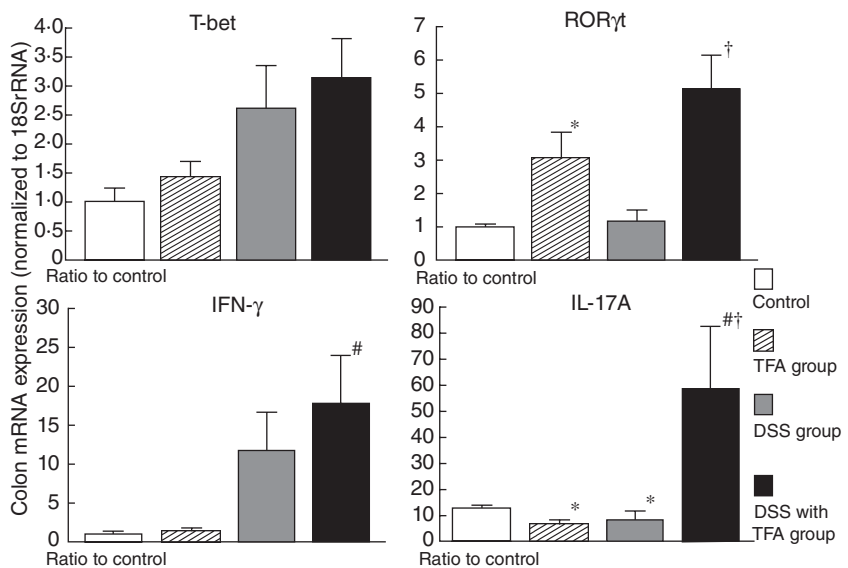 Colon mRNA expression (normalized to 18SrRNA)
T-bet
4·0
3·5
3·0
2·5
2·0
1·5
1·0
0·5
0
Ratio to control
RORγt
7
6
5
4
3
2
1
0
*
†
Ratio to control
IFN-γ
30
25
20
15
10
5
0
#
Ratio to control
IL-17A
90
80
70
60
50
40
30
20
10
0
*
*
#†
Ratio to control
Control
TFA group
DSS group
DSS with
TFA group